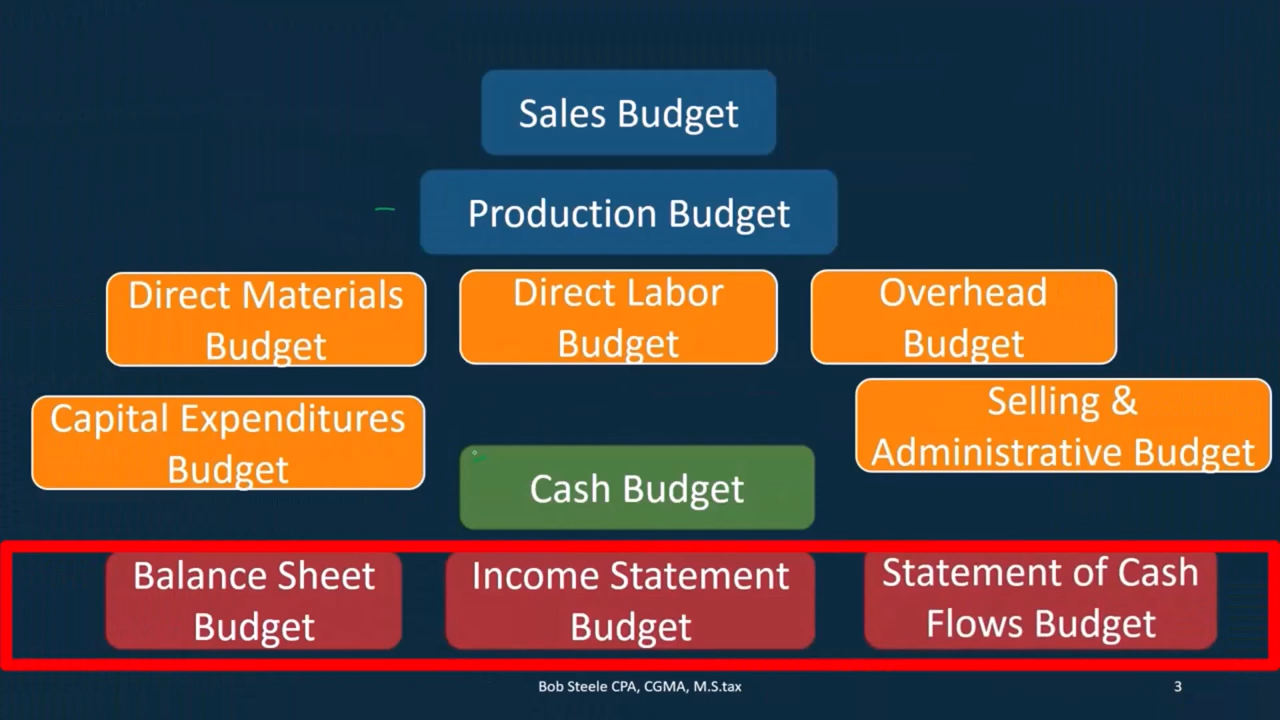 Sales Budget
Production Budget
Direct Materials
Budget
Direct Labor
Budget
Overhead
Budget
Capital Expenditures
Budget
Selling &
Administrative Budget
Cash Budget
Balance Sheet
Budget
Income Statement
Budget
Statement of Cash
Flows Budget
Bob Steele CPA, CGMA, M.S.tax
3